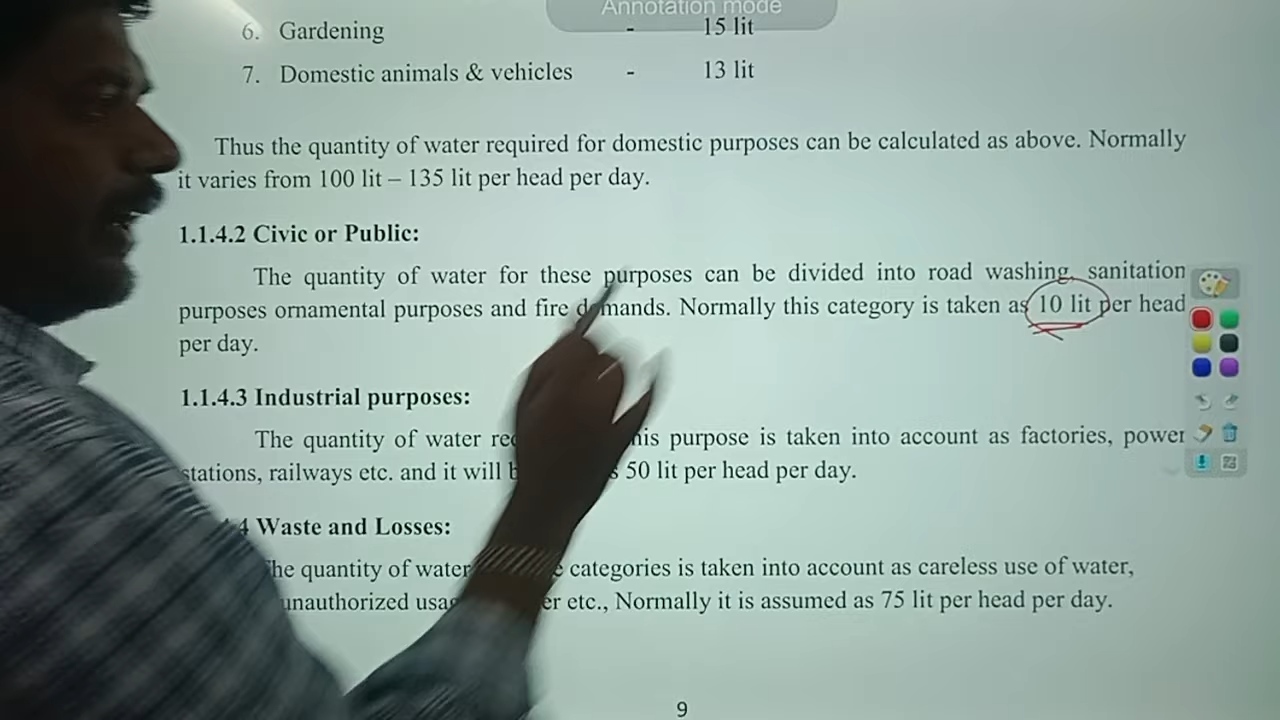 Annotation mode
6. Gardening - 15 lit
7. Domestic animals & vehicles - 13 lit
Thus the quantity of water required for domestic purposes can be calculated as above. Normally
it varies from 100 lit – 135 lit per head per day.
1.1.4.2 Civic or Public:
The quantity of water for these purposes can be divided into road washing, sanitation
purposes ornamental purposes and fire demands. Normally this category is taken as 10 lit per head
per day.
1.1.4.3 Industrial purposes:
The quantity of water purpose is taken into account as factories, power
stations, railways etc. and it will 50 lit per head per day.
Waste and Losses:
The quantity of water categories is taken into account as careless use of water,
unauthorized etc., Normally it is assumed as 75 lit per head per day.
9